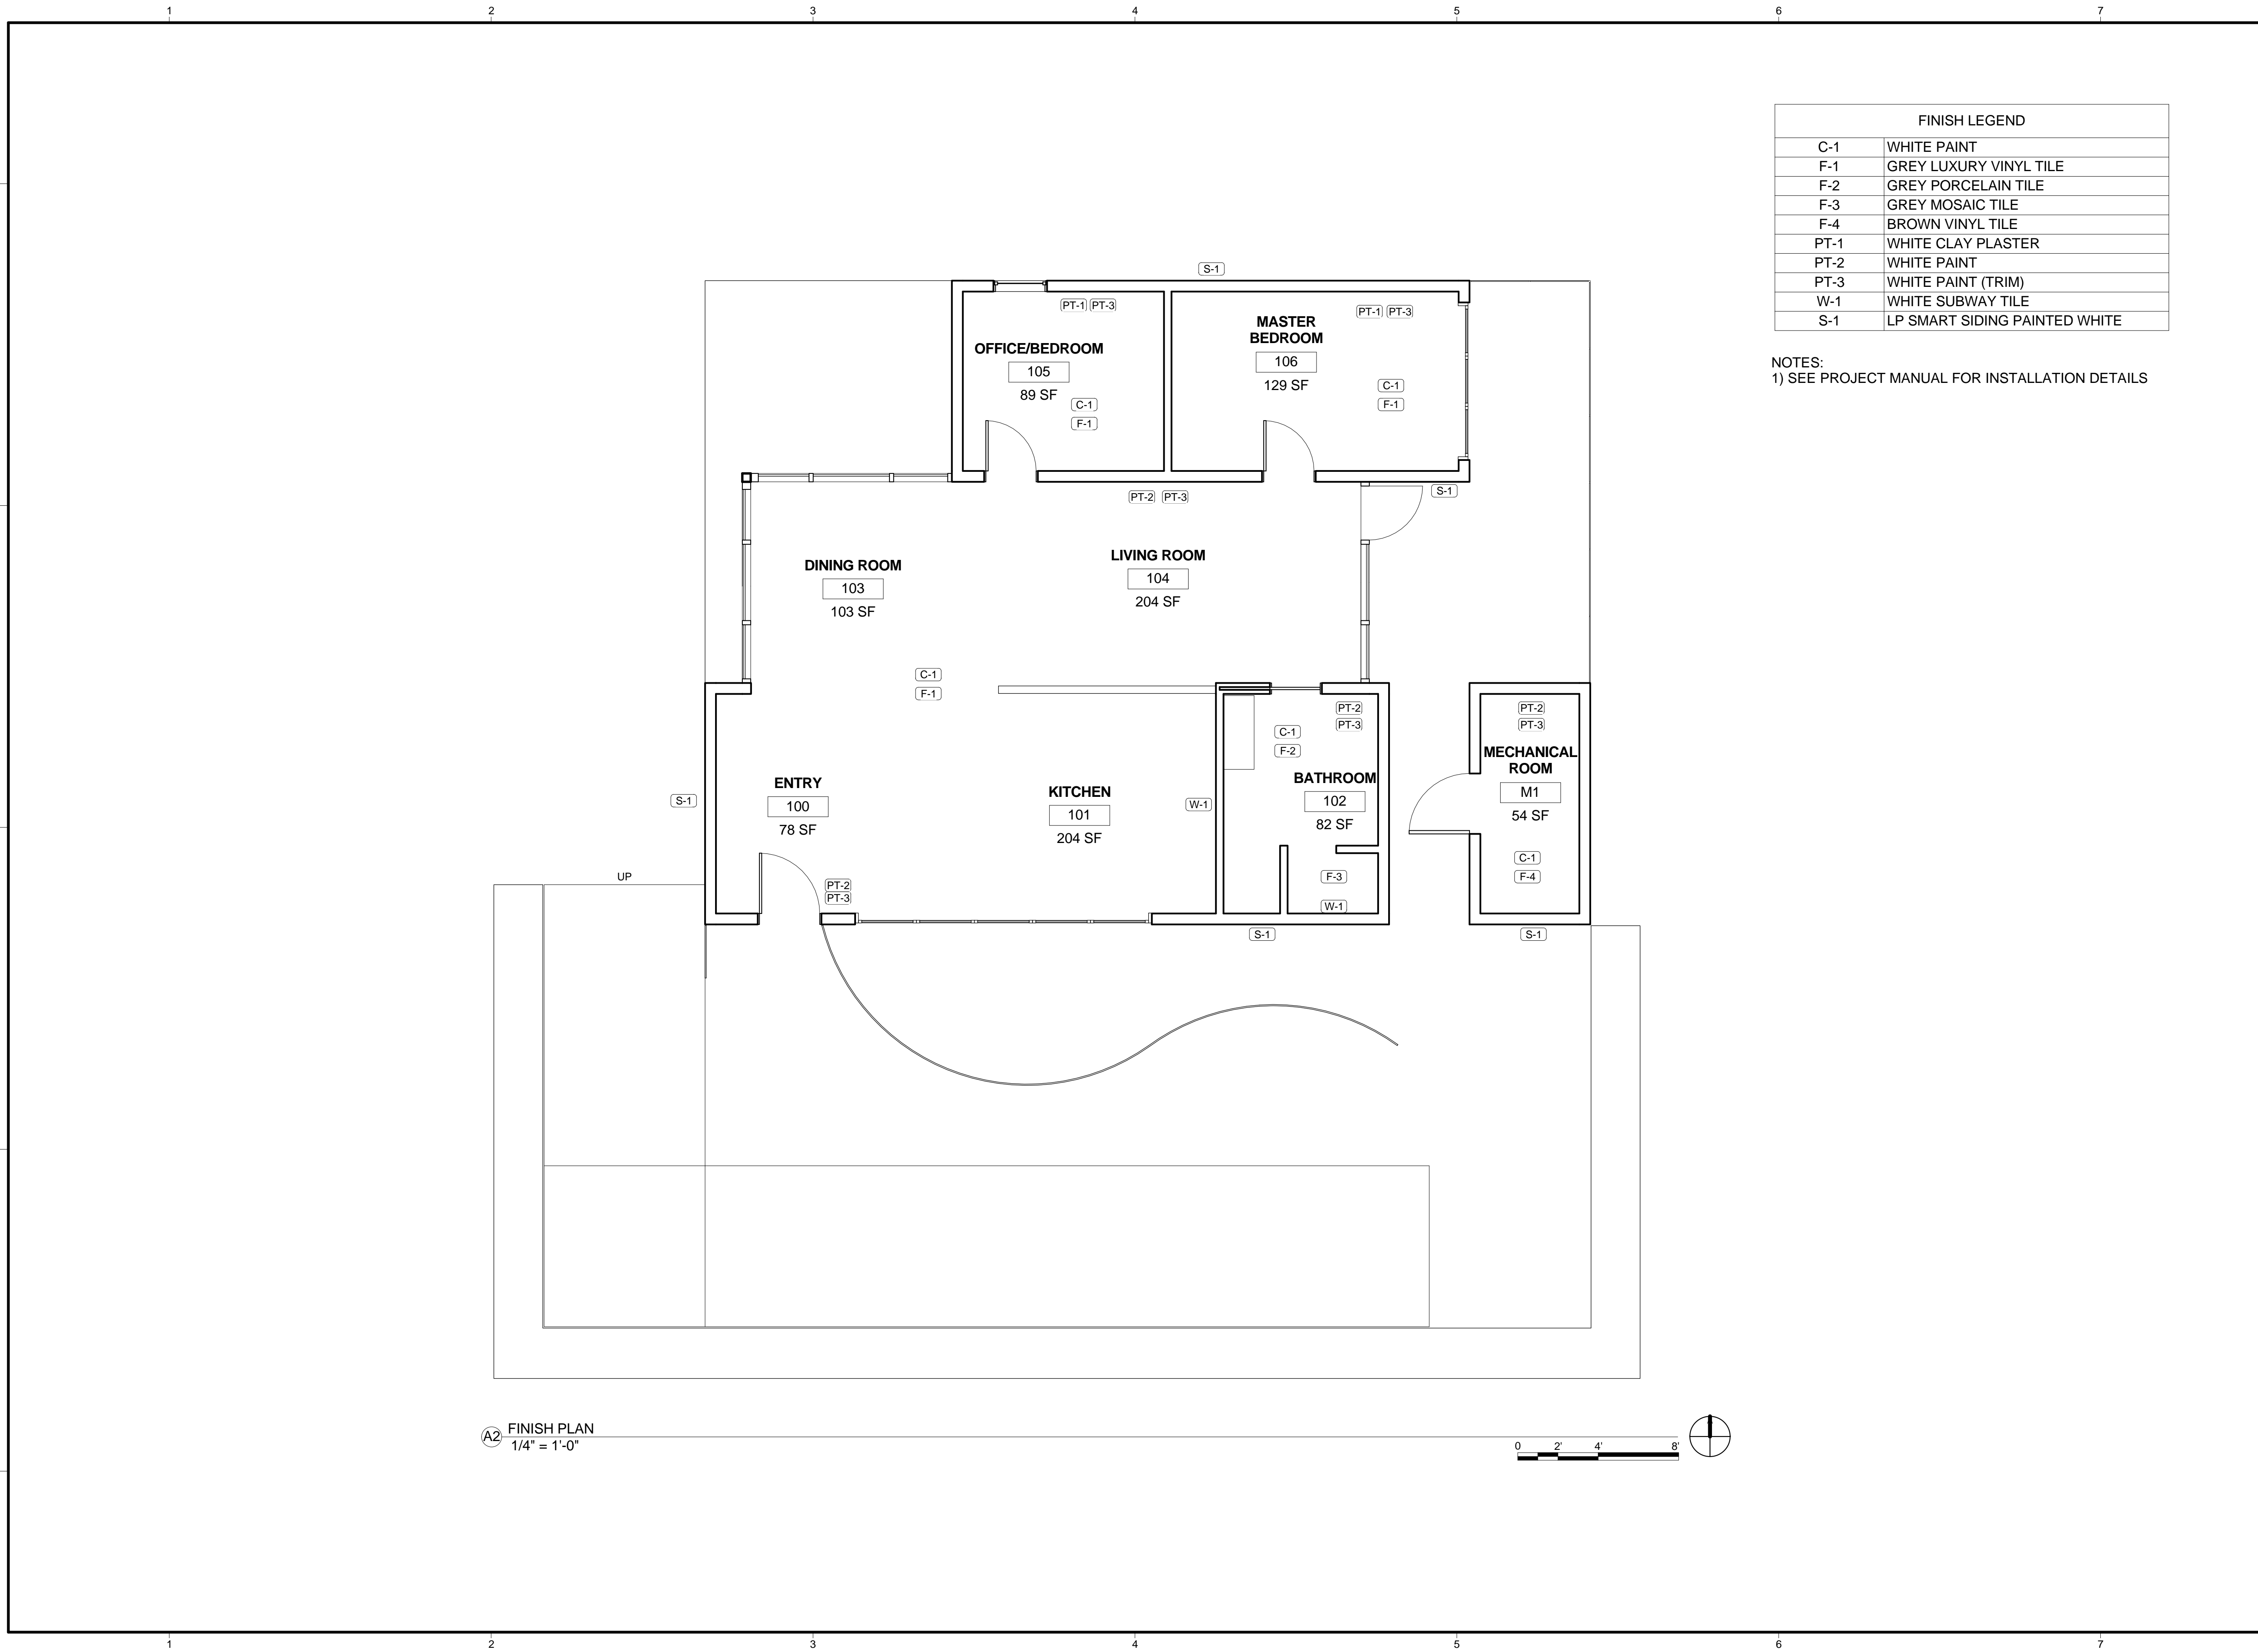 1 2 3 4 5 6 7
FINISH LEGEND
C-1 WHITE PAINT
F-1 GREY LUXURY VINYL TILE
F-2 GREY PORCELAIN TILE
F-3 GREY MOSAIC TILE
F-4 BROWN VINYL TILE
PT-1 WHITE CLAY PLASTER
PT-2 WHITE PAINT
PT-3 WHITE PAINT (TRIM)
W-1 WHITE SUBWAY TILE
S-1 LP SMART SIDING PAINTED WHITE
NOTES:
1) SEE PROJECT MANUAL FOR INSTALLATION DETAILS
S-1
PT-1 PT-3
OFFICE/BEDROOM
105
89 SF
C-1
F-1
PT-1 PT-3
MASTER
BEDROOM
106
129 SF
C-1
F-1
PT-2 PT-3
S-1
DINING ROOM
103
103 SF
LIVING ROOM
104
204 SF
C-1
F-1
S-1
ENTRY
100
78 SF
PT-2
PT-3
KITCHEN
101
204 SF
W-1
PT-2
PT-3
C-1
F-2
BATHROOM
102
82 SF
F-3
W-1
PT-2
PT-3
MECHANICAL
ROOM
M1
54 SF
C-1
F-4
UP
S-1
S-1
A2 FINISH PLAN
1/4" = 1'-0"
0 2' 4' 8'
1 2 3 4 5 6 7